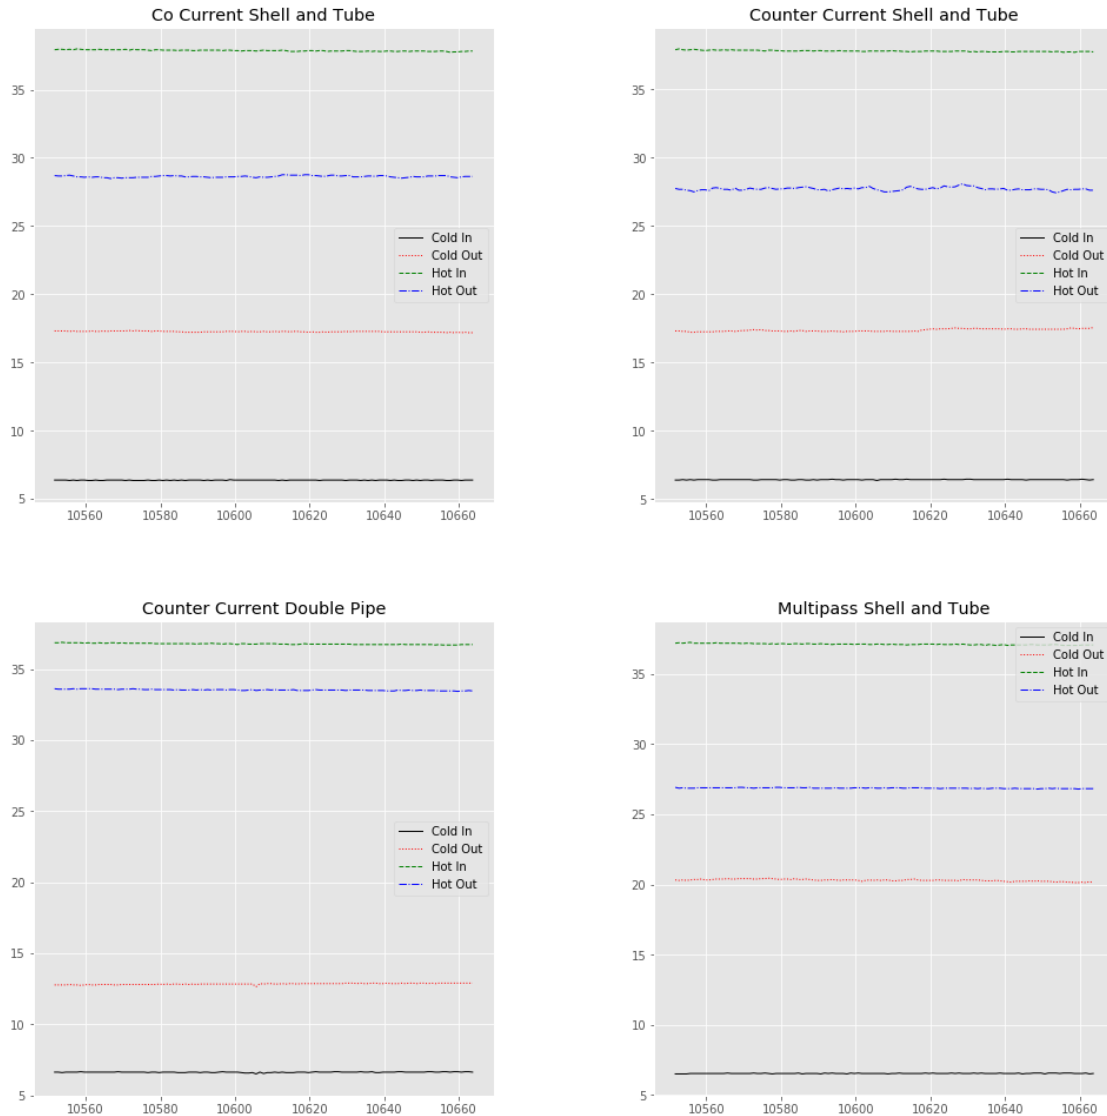 Co Current Shell and Tube
35
30
25
20
15
10
5
Cold In
Cold Out
Hot In
Hot Out
10560 10580 10600 10620 10640 10660
Counter Current Shell and Tube
35
30
25
20
15
10
5
Cold In
Cold Out
Hot In
Hot Out
10560 10580 10600 10620 10640 10660
Counter Current Double Pipe
35
30
25
20
15
10
5
Cold In
Cold Out
Hot In
Hot Out
10560 10580 10600 10620 10640 10660
Multipass Shell and Tube
35
30
25
20
15
10
5
Cold In
Cold Out
Hot In
Hot Out
10560 10580 10600 10620 10640 10660